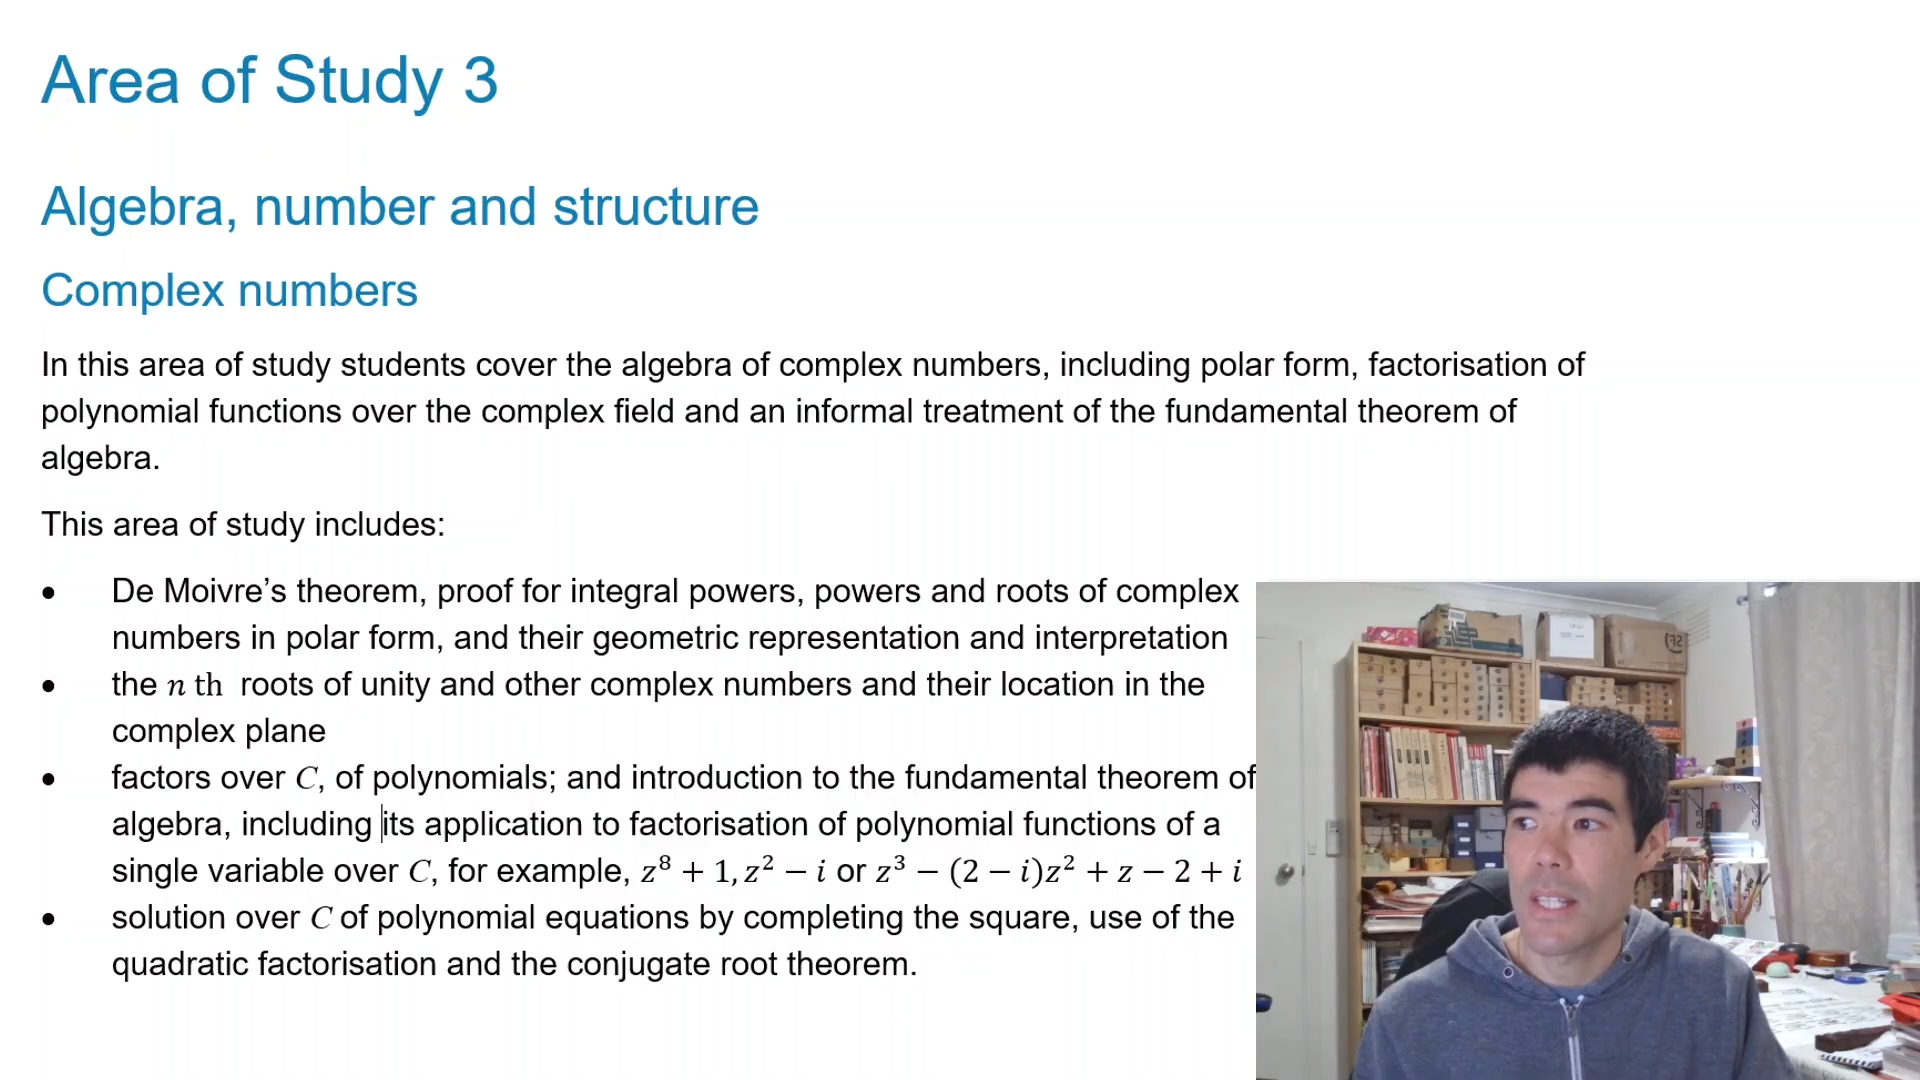 Area of Study 3
Algebra, number and structure
Complex numbers
In this area of study students cover the algebra of complex numbers, including polar form, factorisation of
polynomial functions over the complex field and an informal treatment of the fundamental theorem of
algebra.
This area of study includes:
• De Moivre’s theorem, proof for integral powers, powers and roots of complex
numbers in polar form, and their geometric representation and interpretation
• the n th roots of unity and other complex numbers and their location in the
complex plane
• factors over C, of polynomials; and introduction to the fundamental theorem of
algebra, including its application to factorisation of polynomial functions of a
single variable over C, for example, z⁸ + 1, z² − i or z³ − (2 − i)z² + z − 2 + i
• solution over C of polynomial equations by completing the square, use of the
quadratic factorisation and the conjugate root theorem.